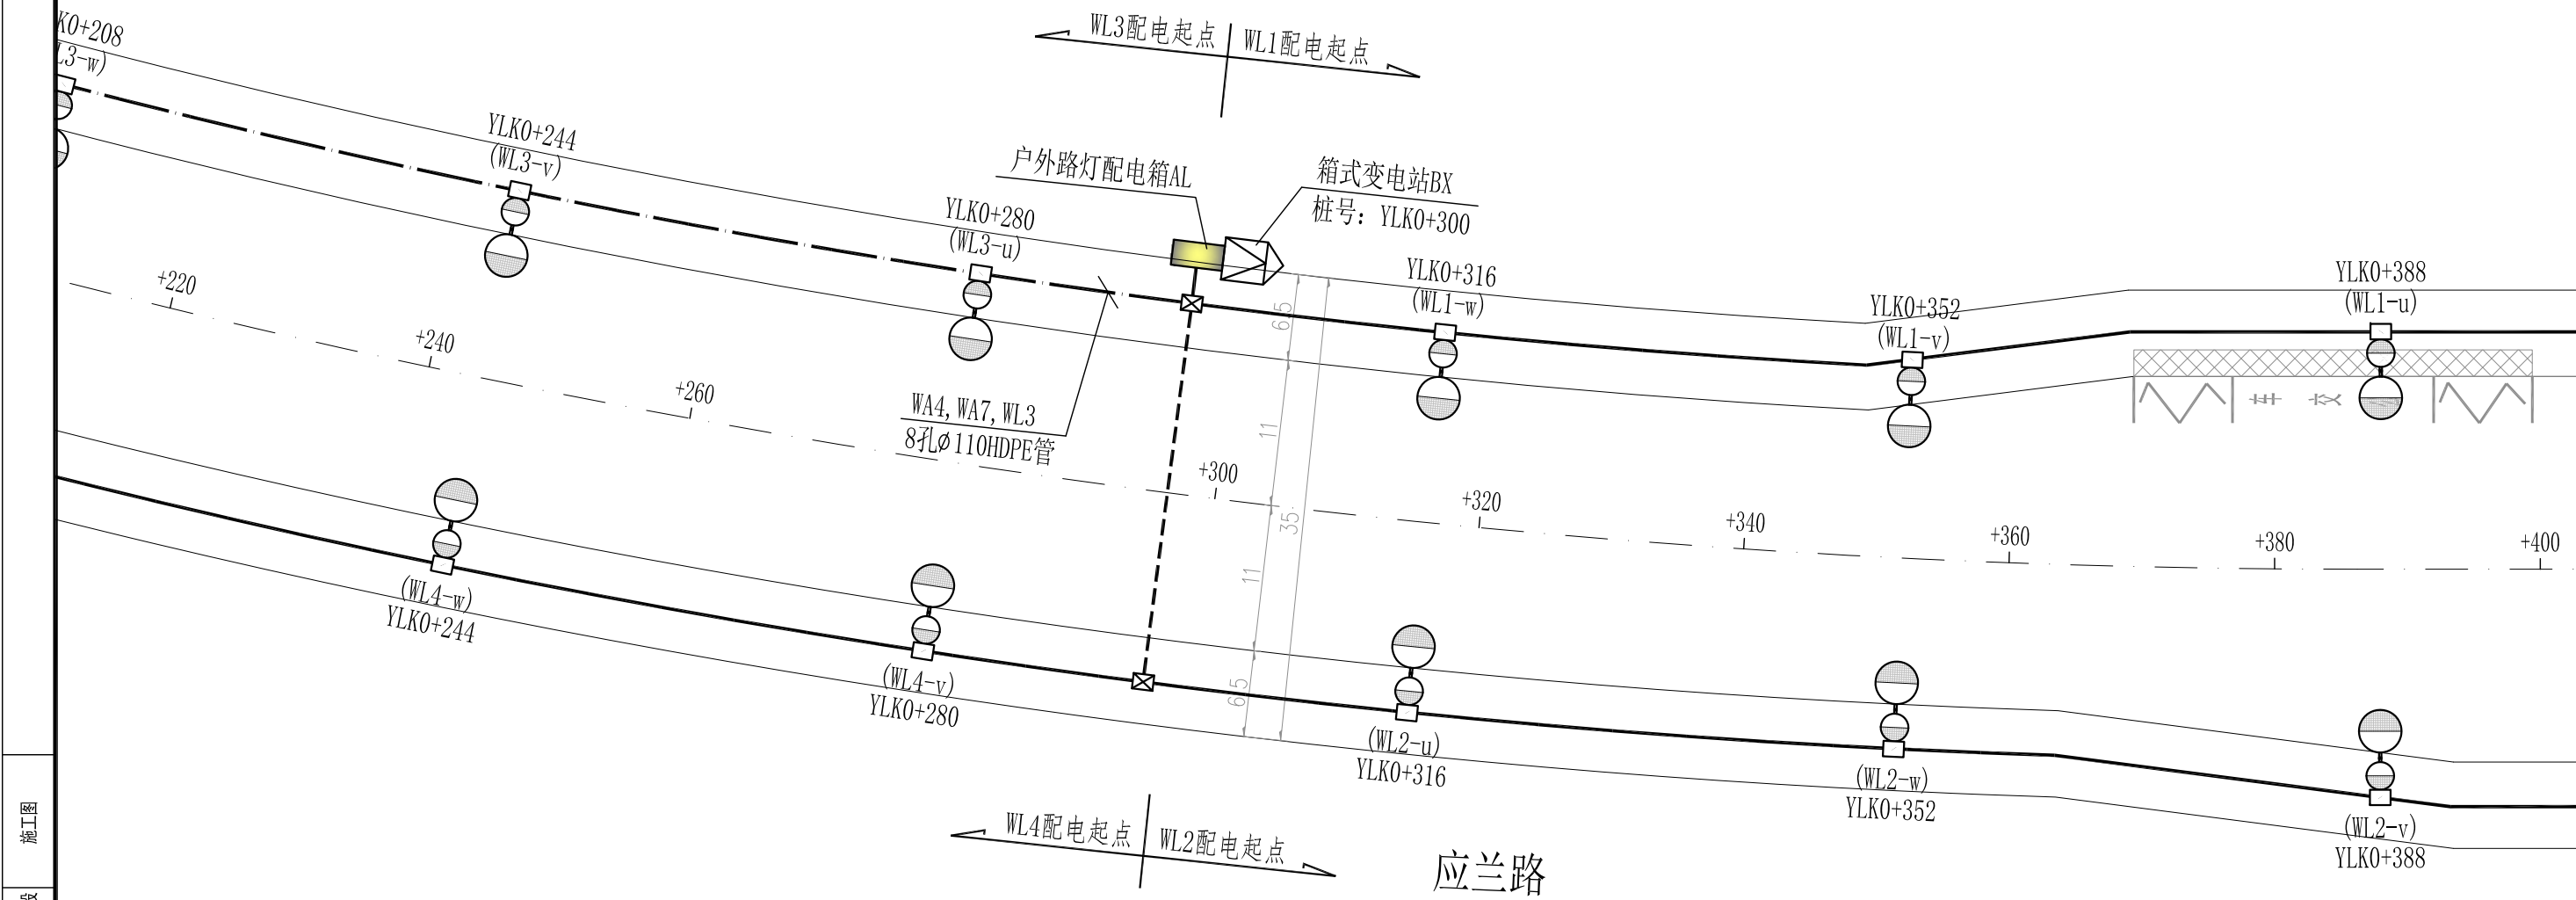 WL3配电起点
WL1配电起点
K0+208
L3-w)
YLK0+244
(WL3-v)
YLK0+280
(WL3-u)
户外路灯配电箱AL
箱式变电站BX
桩号: YLK0+300
YLK0+316
(WL1-w)
YLK0+352
(WL1-v)
YLK0+388
(WL1-u)
WA4, WA7, WL3
8孔ø110HDPE管
+220
+240
+260
+300
+320
+340
+360
+380
+400
6.5
11
35
11
6.5
(WL4-w)
YLK0+244
(WL4-v)
YLK0+280
(WL2-u)
YLK0+316
(WL2-w)
YLK0+352
(WL2-v)
YLK0+388
WL4配电起点
WL2配电起点
应兰路
施工图